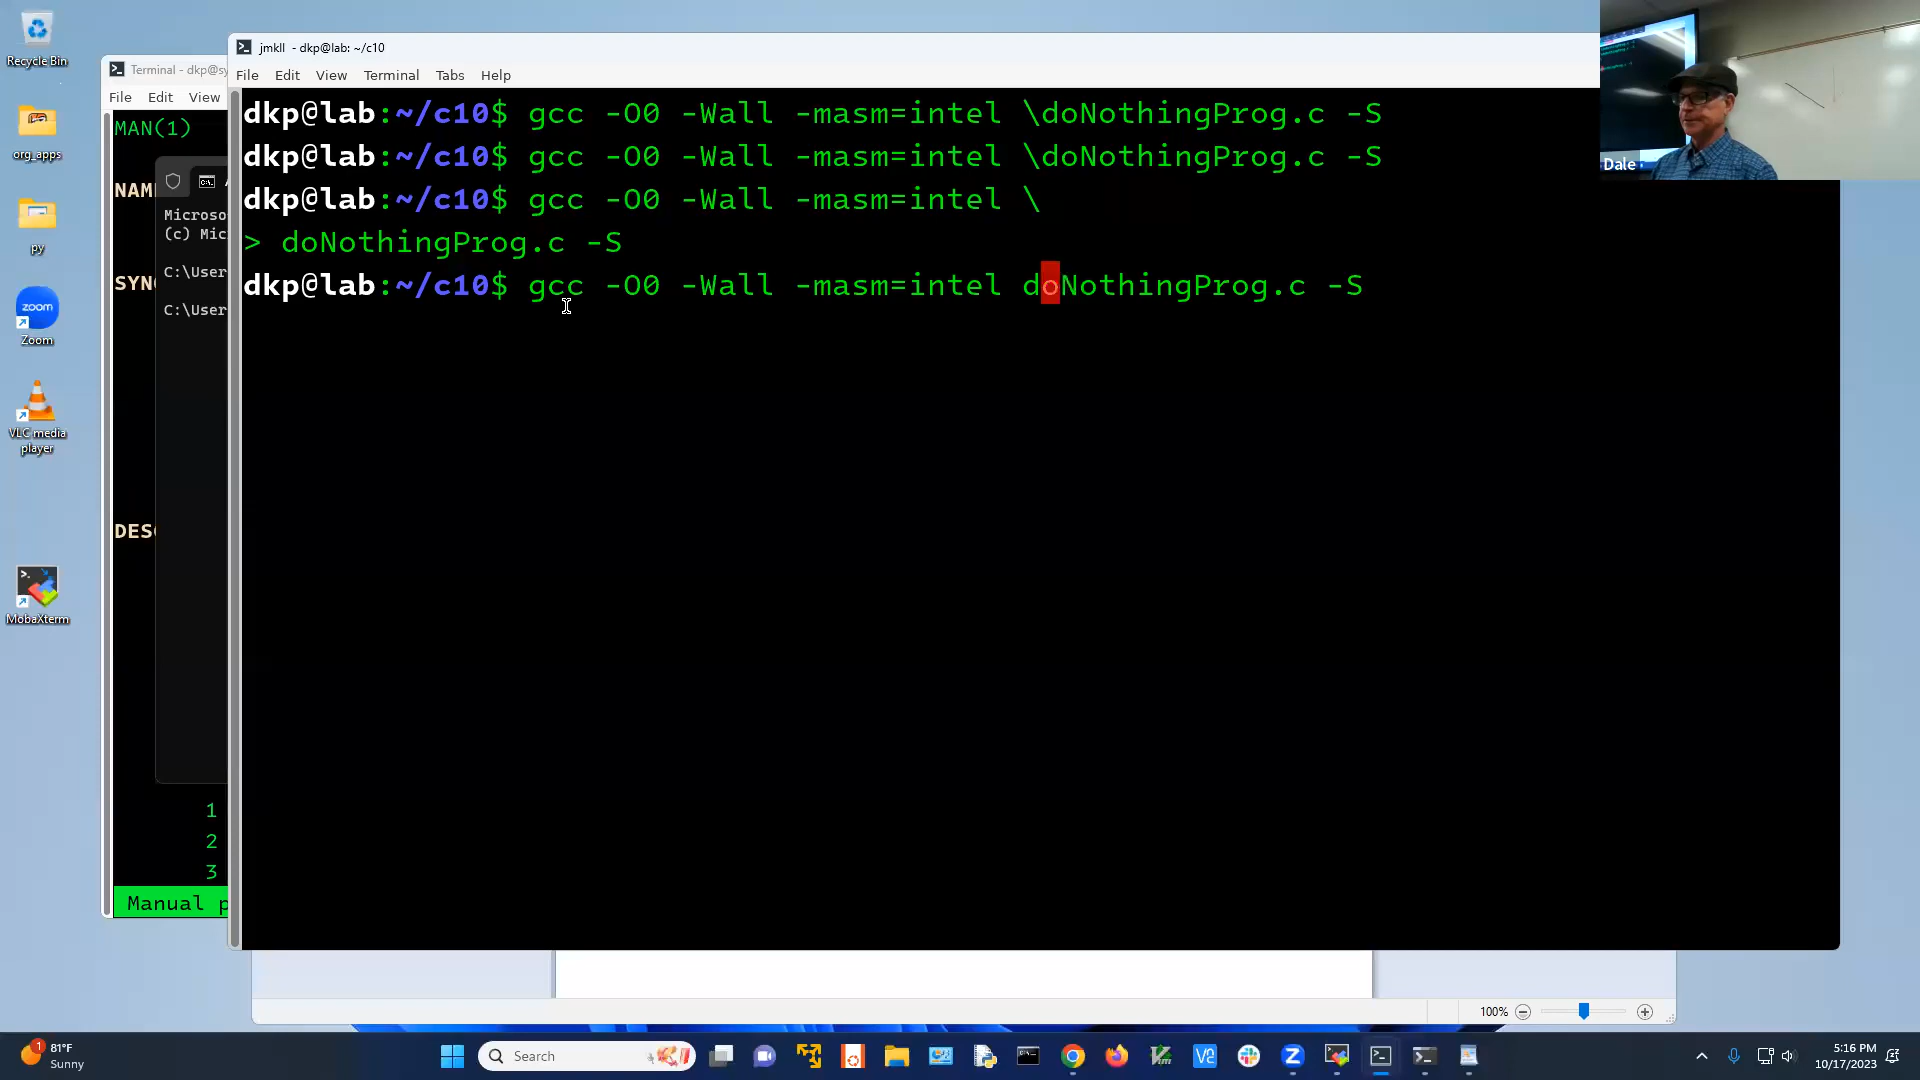 Recycle Bin
org_apps
py
zoom
Zoom
VLC media
player
MobaXterm
Terminal - dkp@sy
File Edit View
MAN(1)
NAM
SYNO
DESC
1
2
3
Manual p
Microso
(c) Mic
C:\User
C:\User
jmkll - dkp@lab: ~/c10
File Edit View Terminal Tabs Help
dkp@lab:~/c10$ gcc -O0 -Wall -masm=intel \doNothingProg.c -S
dkp@lab:~/c10$ gcc -O0 -Wall -masm=intel \doNothingProg.c -S
dkp@lab:~/c10$ gcc -O0 -Wall -masm=intel \
> doNothingProg.c -S
dkp@lab:~/c10$ gcc -O0 -Wall -masm=intel doNothingProg.c -S
Dale
100%
1
81°F
Sunny
Search
5:16 PM
10/17/2023